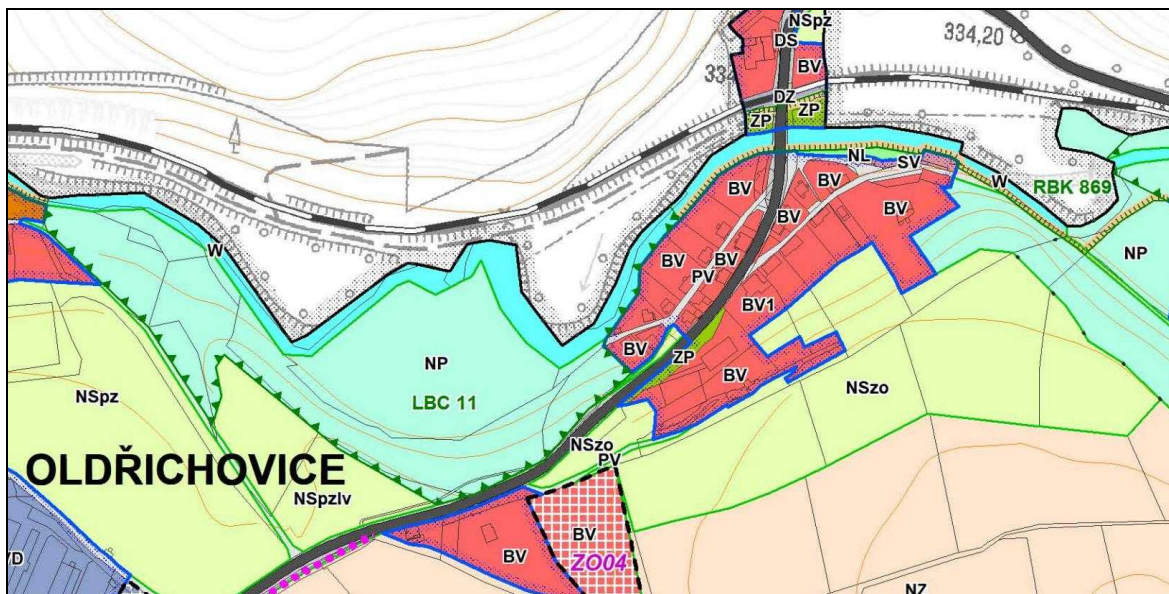 NSpz
DS
334,20
BV
DZ
ZP
ZP
NL
SV
BV
BV
W
RBK 869
BV
BV
W
NP
BV
BV
PV
BV1
BV
ZP
NP
BV
NSpz
LBC 11
NSzo
NSzo
OLDŘICHOVICE
PV
NSpzlv
BV
BV
ZO04
NZ